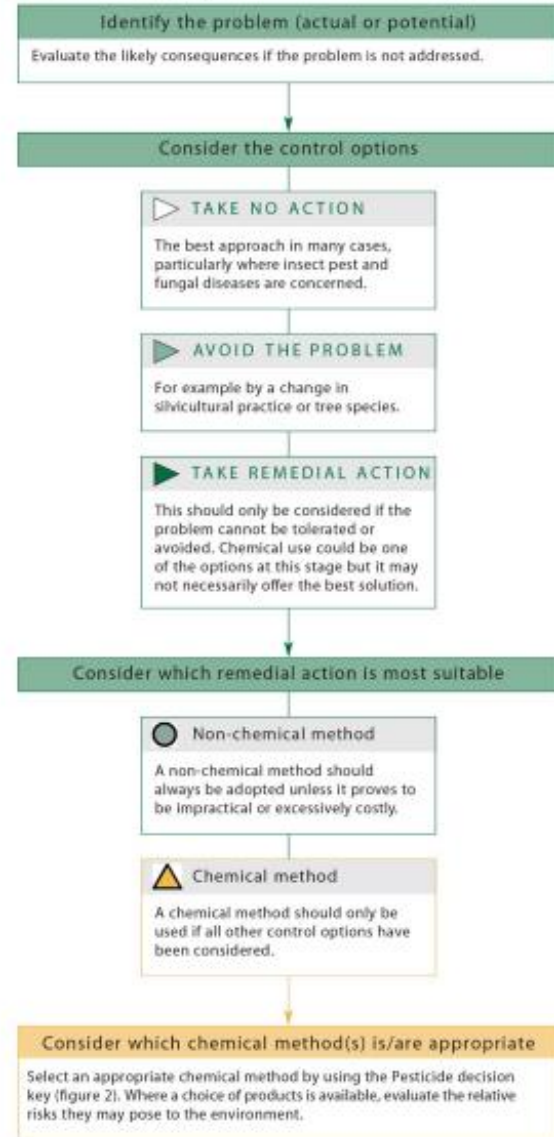 Identify the problem (actual or potential)
Evaluate the likely consequences if the problem is not addressed.
Consider the control options
TAKE NO ACTION
The best approach in many cases,
particularly where insect pest and
fungal diseases are concerned.
AVOID THE PROBLEM
For example by a change in
silvicultural practice or tree species.
TAKE REMEDIAL ACTION
This should only be considered if the
problem cannot be tolerated or
avoided. Chemical use could be one
of the options at this stage but it may
not necessarily offer the best solution.
Consider which remedial action is most suitable
Non-chemical method
A non-chemical method should
always be adopted unless it proves to
be impractical or excessively costly.
Chemical method
A chemical method should only be
used if all other control options have
been considered.
Consider which chemical method(s) is/are appropriate
Select an appropriate chemical method by using the Pesticide decision
key (figure 2). Where a choice of products is available, evaluate the relative
risks they may pose to the environment.